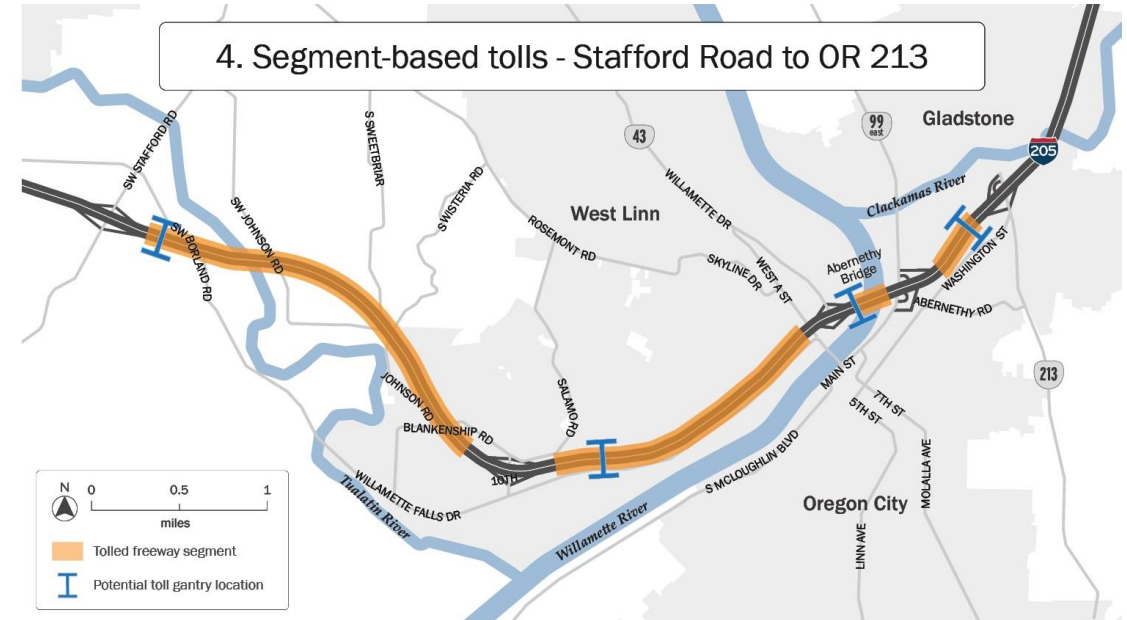 4. Segment-based tolls - Stafford Road to OR 213
SW STAFFORD RD
S SWEETBRIAR
43
99
east
Gladstone
205
SW JOHNSON RD
S WISTERIA RD
WILLAMETTE DR
Clackamas River
West Linn
SW BORLAND RD
ROSEMONT RD
SKYLINE DR
WEST A ST
Abernethy
Bridge
WASHINGTON ST
ABERNETHY RD
213
MAIN ST
JOHNSON RD
SALAMO RD
7TH ST
5TH ST
BLANKENSHIP RD
10TH
S MCLOUGHLIN BLVD
MOLALLA AVE
WILLAMETTE FALLS DR
Tualatin River
Willamette River
Oregon City
LINN AVE
N
0 0.5 1
miles
Tolled freeway segment
Potential toll gantry location